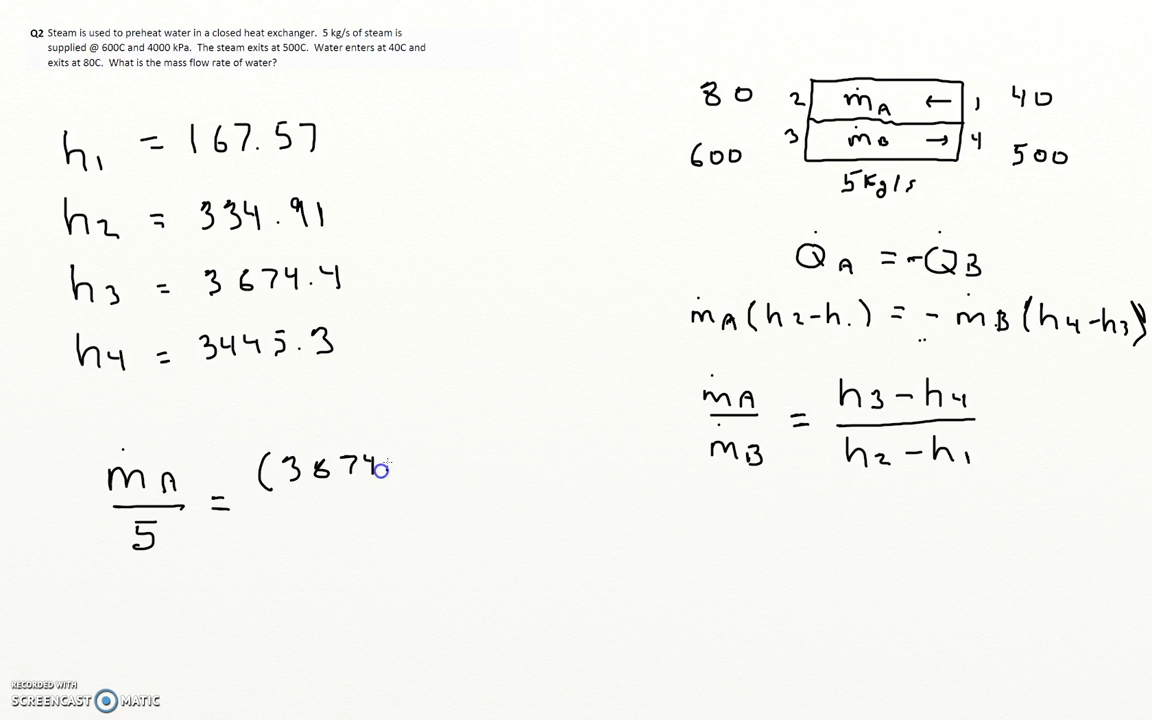 Q2 Steam is used to preheat water in a closed heat exchanger. 5 kg/s of steam is
supplied @ 600C and 4000 kPa. The steam exits at 500C. Water enters at 40C and
exits at 80C. What is the mass flow rate of water?
h₁ = 167.57
h₂ = 334.91
h₃ = 3674.4
h₄ = 3445.3
ṁA / 5 = (3674
80 2 ṁA ← 1 40
600 3 ṁB → 4 500
5 Kg/s
Q̇A = -Q̇B
ṁA (h₂-h₁) = - ṁB (h₄-h₃)
ṁA / ṁB = h₃-h₄ / h₂-h₁
RECORDED WITH
SCREENCAST MATIC